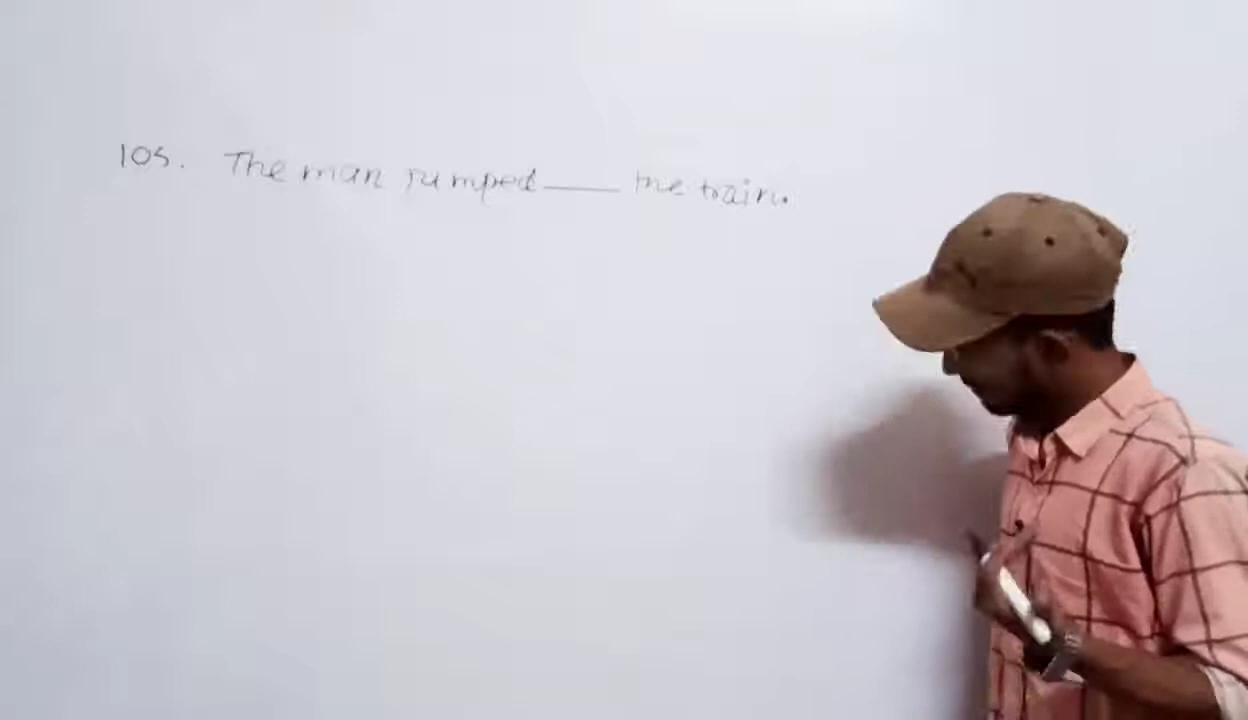 105. The man jumped ____ the train.